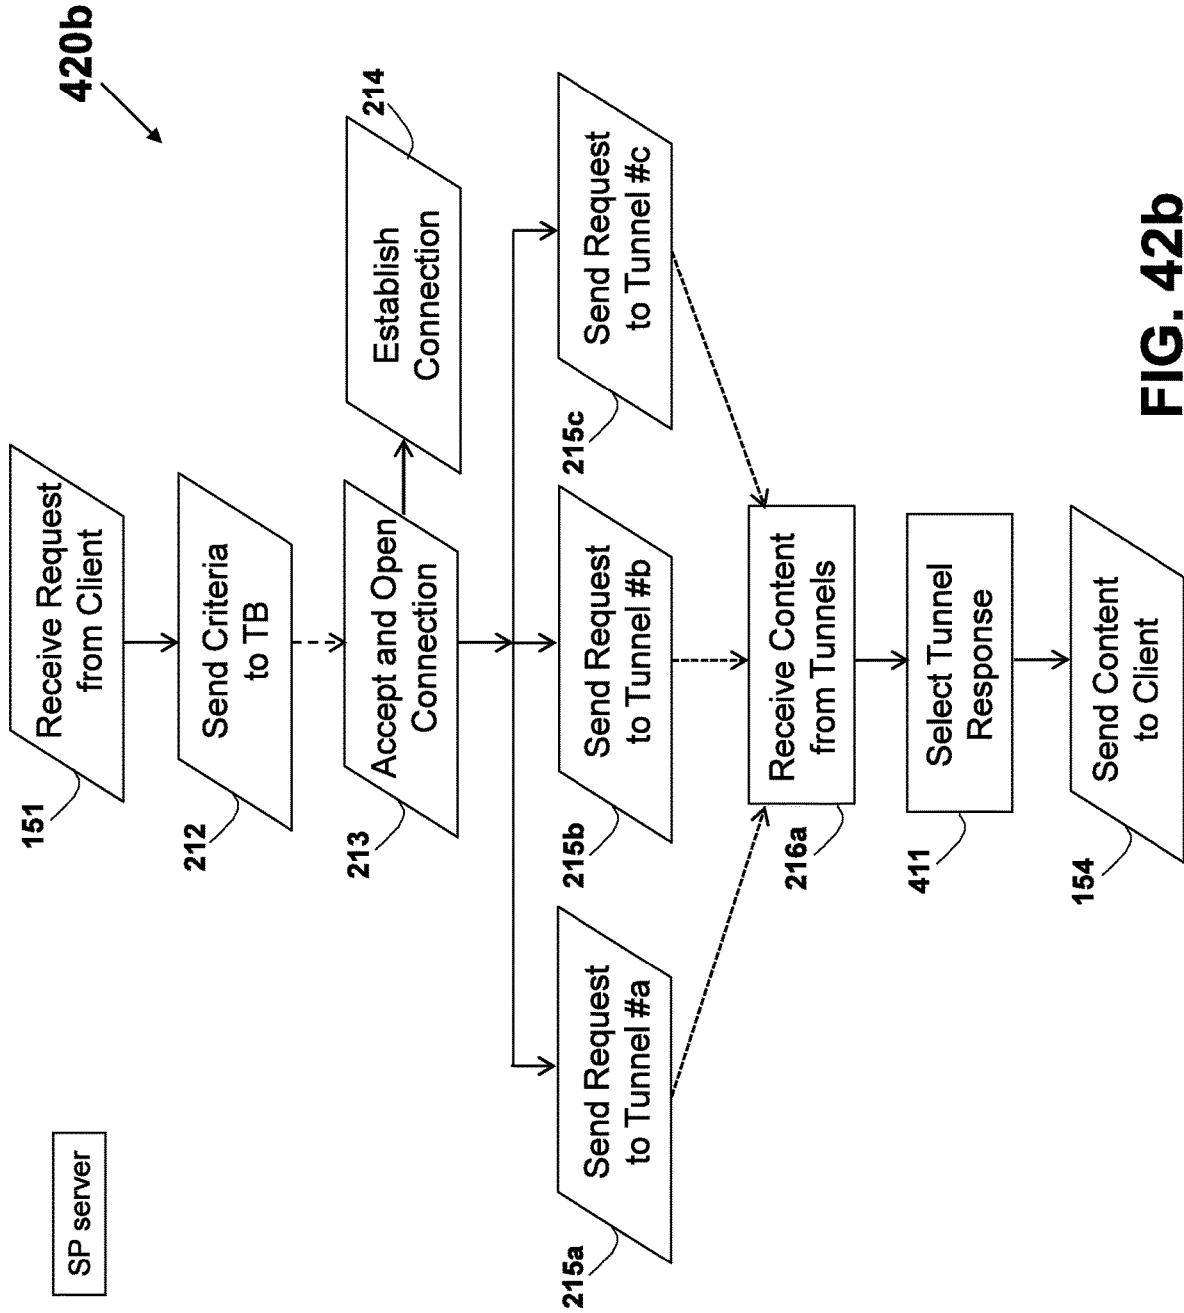 SP server
420b
Receive Request
from Client
151
Send Criteria
to TB
212
Accept and Open
Connection
213
Establish
Connection
214
Send Request
to Tunnel #a
215a
Send Request
to Tunnel #b
215b
Send Request
to Tunnel #c
215c
Receive Content
from Tunnels
216a
Select Tunnel
Response
411
Send Content
to Client
154
FIG. 42b